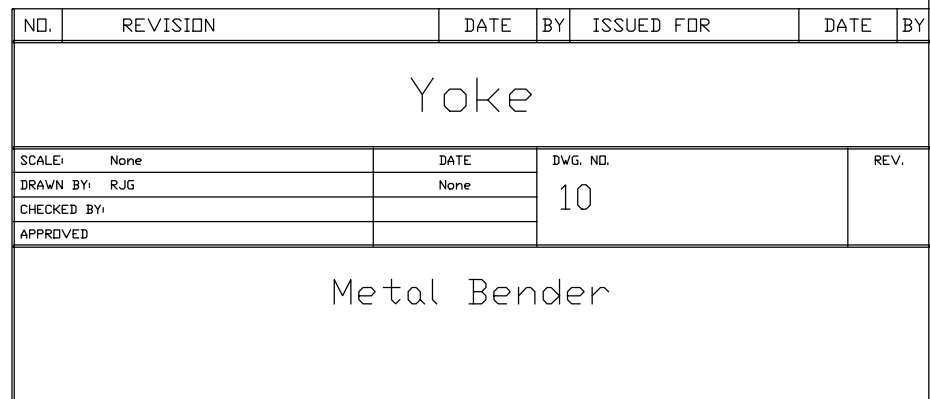 NO. REVISION DATE BY ISSUED FOR DATE BY
Yoke
SCALE: None DATE DWG. NO. REV.
DRAWN BY: RJG None
10
CHECKED BY:
APPROVED
Metal Bender